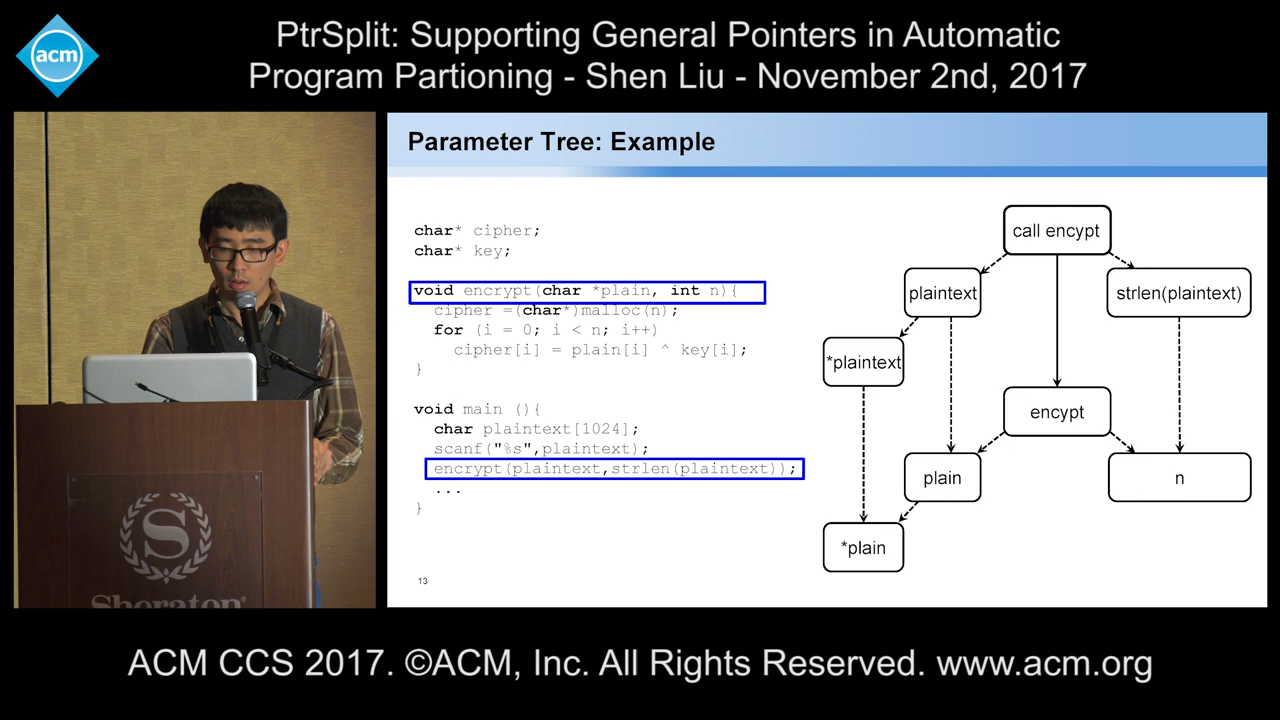 acm
PtrSplit: Supporting General Pointers in Automatic
Program Partioning - Shen Liu - November 2nd, 2017
Parameter Tree: Example
char* cipher;
char* key;
void encrypt(char *plain, int n){
cipher =(char*)malloc(n);
for (i = 0; i < n; i++)
cipher[i] = plain[i] ^ key[i];
}
void main (){
char plaintext[1024];
scanf("%s",plaintext);
encrypt(plaintext,strlen(plaintext));
...
}
13
call encrypt
plaintext
strlen(plaintext)
*plaintext
encrypt
plain
n
*plain
S
Sheraton
ACM CCS 2017. ©ACM, Inc. All Rights Reserved. www.acm.org